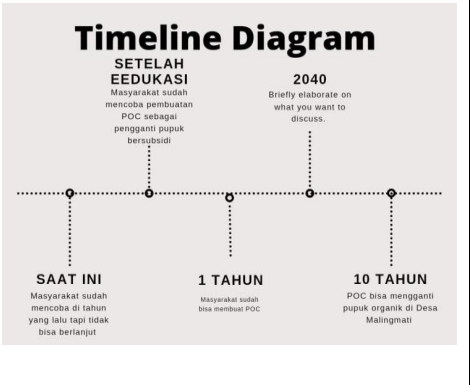 Timeline Diagram
SETELAH
EEDUKASI
Masyarakat sudah
mencoba pembuatan
POC sebagai
pengganti pupuk
bersubsidi
2040
Briefly elaborate on
what you want to
discuss.
SAAT INI
Masyarakat sudah
mencoba di tahun
yang lalu tapi tidak
bisa berlanjut
1 TAHUN
Masyarakat sudah
bisa membuat POC
10 TAHUN
POC bisa mengganti
pupuk organik di Desa
Malingmati